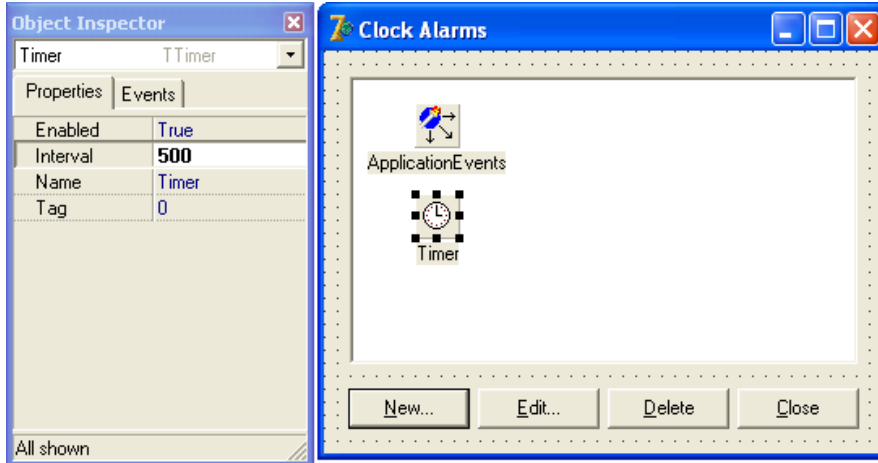 Object Inspector
Timer TTimer
Properties Events
Enabled True
Interval 500
Name Timer
Tag 0
All shown
Clock Alarms
ApplicationEvents
Timer
New... Edit... Delete Close